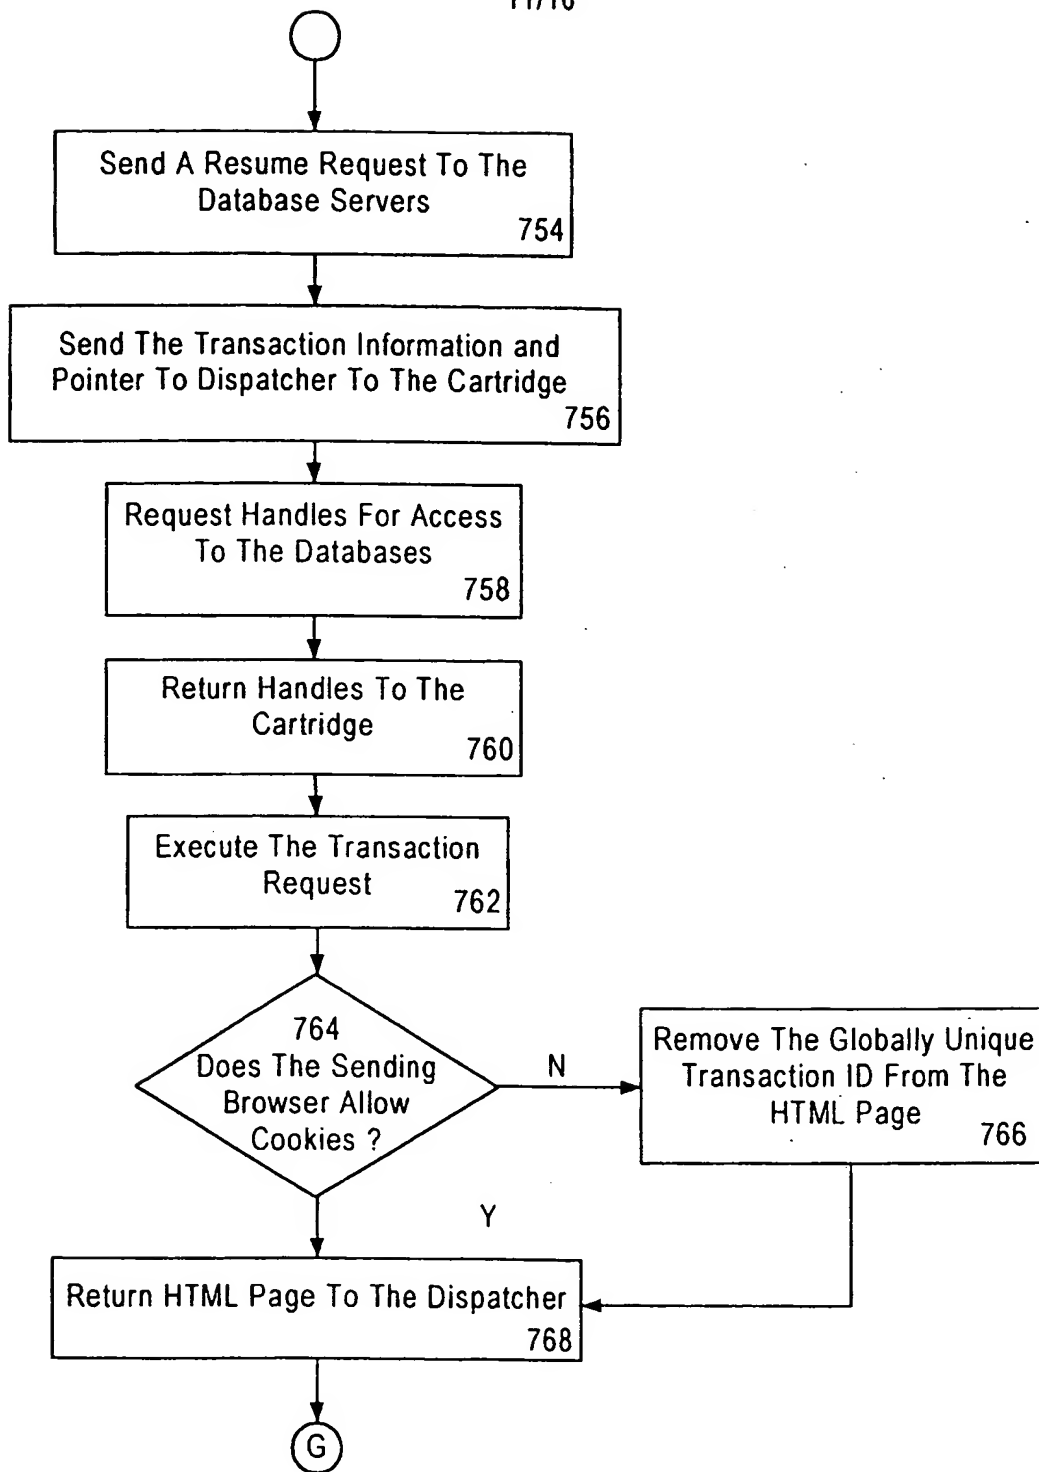 Send A Resume Request To The
Database Servers
754
Send The Transaction Information and
Pointer To Dispatcher To The Cartridge
756
Request Handles For Access
To The Databases
758
Return Handles To The
Cartridge
760
Execute The Transaction
Request
762
764
Does The Sending
Browser Allow
Cookies ?
N
Remove The Globally Unique
Transaction ID From The
HTML Page
766
Y
Return HTML Page To The Dispatcher
768
G